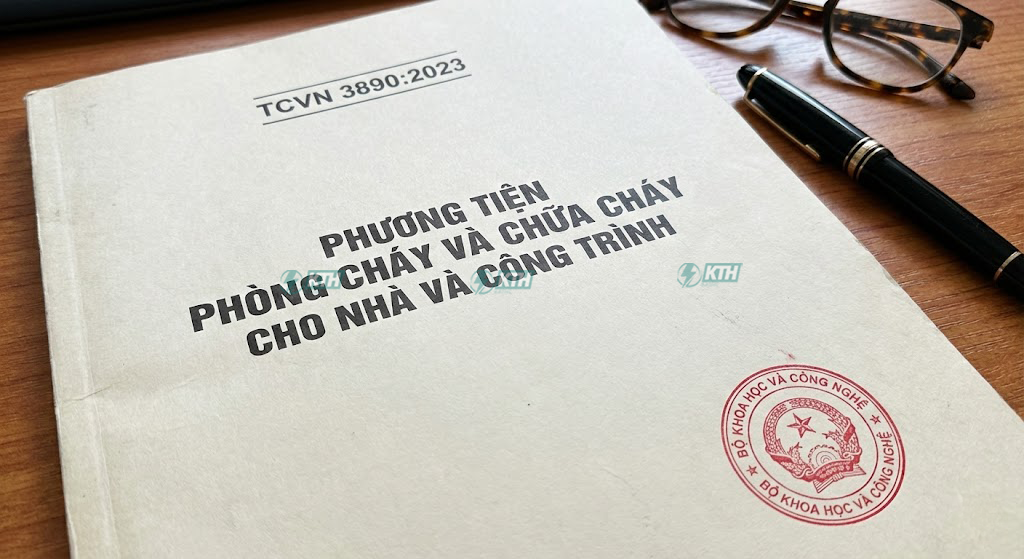 TCVN 3890:2023
PHƯƠNG TIỆN
PHÒNG CHÁY VÀ CHỮA CHÁY
CHO NHÀ VÀ CÔNG TRÌNH
KTH
KTH
KTH
BỘ KHOA HỌC VÀ CÔNG NGHỆ
BỘ KHOA HỌC VÀ CÔNG NGHỆ